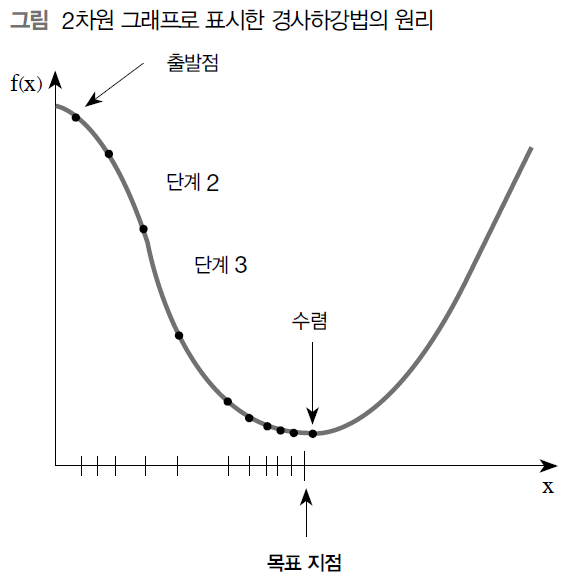 그림 2차원 그래프로 표시한 경사하강법의 원리
출발점
f(x)
단계 2
단계 3
수렴
x
목표 지점